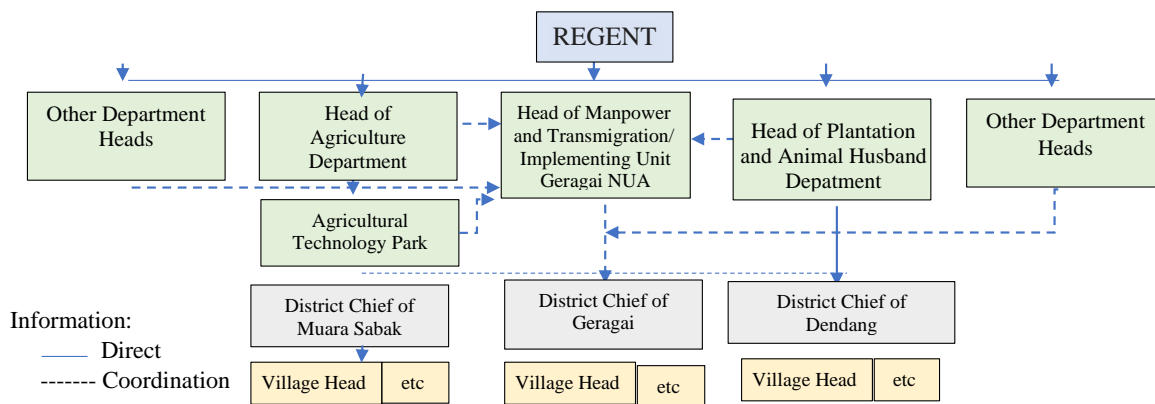 REGENT
Other Department
Heads
Head of
Agriculture
Department
Head of Manpower
and Transmigration/
Implementing Unit
Geragai NUA
Head of Plantation
and Animal Husband
Depatment
Other Department
Heads
Agricultural
Technology Park
District Chief of
Muara Sabak
District Chief of
Geragai
District Chief of
Dendang
Information:
Direct
Coordination
Village Head
etc
Village Head
etc
Village Head
etc